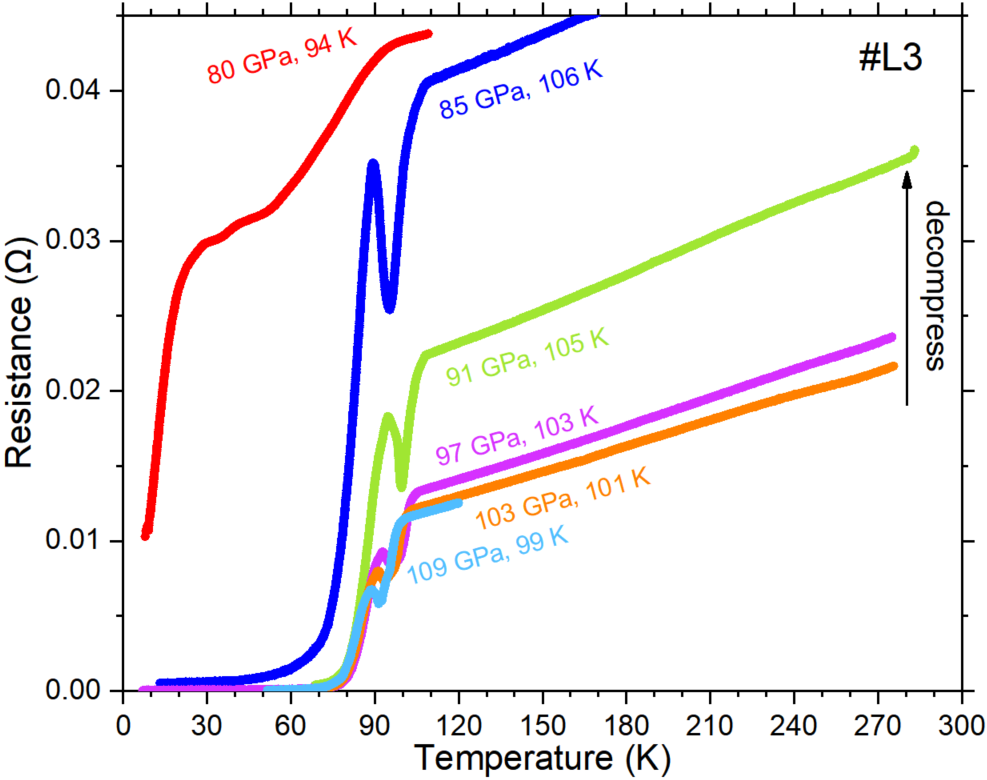 #L3
80 GPa, 94 K
85 GPa, 106 K
91 GPa, 105 K
97 GPa, 103 K
103 GPa, 101 K
109 GPa, 99 K
decompress
Resistance (Ω)
0.04
0.03
0.02
0.01
0.00
0 30 60 90 120 150 180 210 240 270 300
Temperature (K)